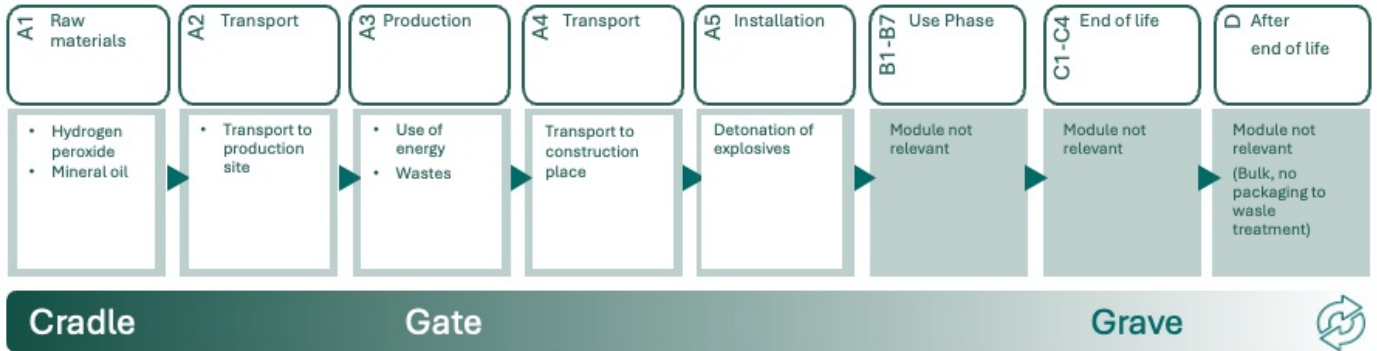 A1
Raw
materials
A2
Transport
A3
Production
A4
Transport
A5
Installation
B1-B7
Use Phase
C1-C4
End of life
D
After
end of life
• Hydrogen
peroxide
• Mineral oil
• Transport to
production
site
• Use of
energy
• Wastes
Transport to
construction
place
Detonation of
explosives
Module not
relevant
Module not
relevant
Module not
relevant
(Bulk, no
packaging to
wasle
treatment)
Cradle
Gate
Grave